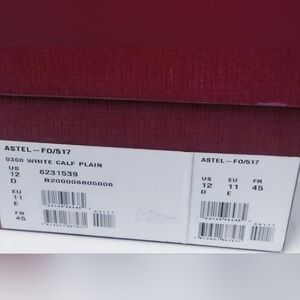 ASTEL-FO/517
0300 WHITE CALF PLAIN
US
12
D
6231539
B200006805006
EU
11
E
FR
45
ASTEL-FO/517
US EU FR
12 11 45
D E